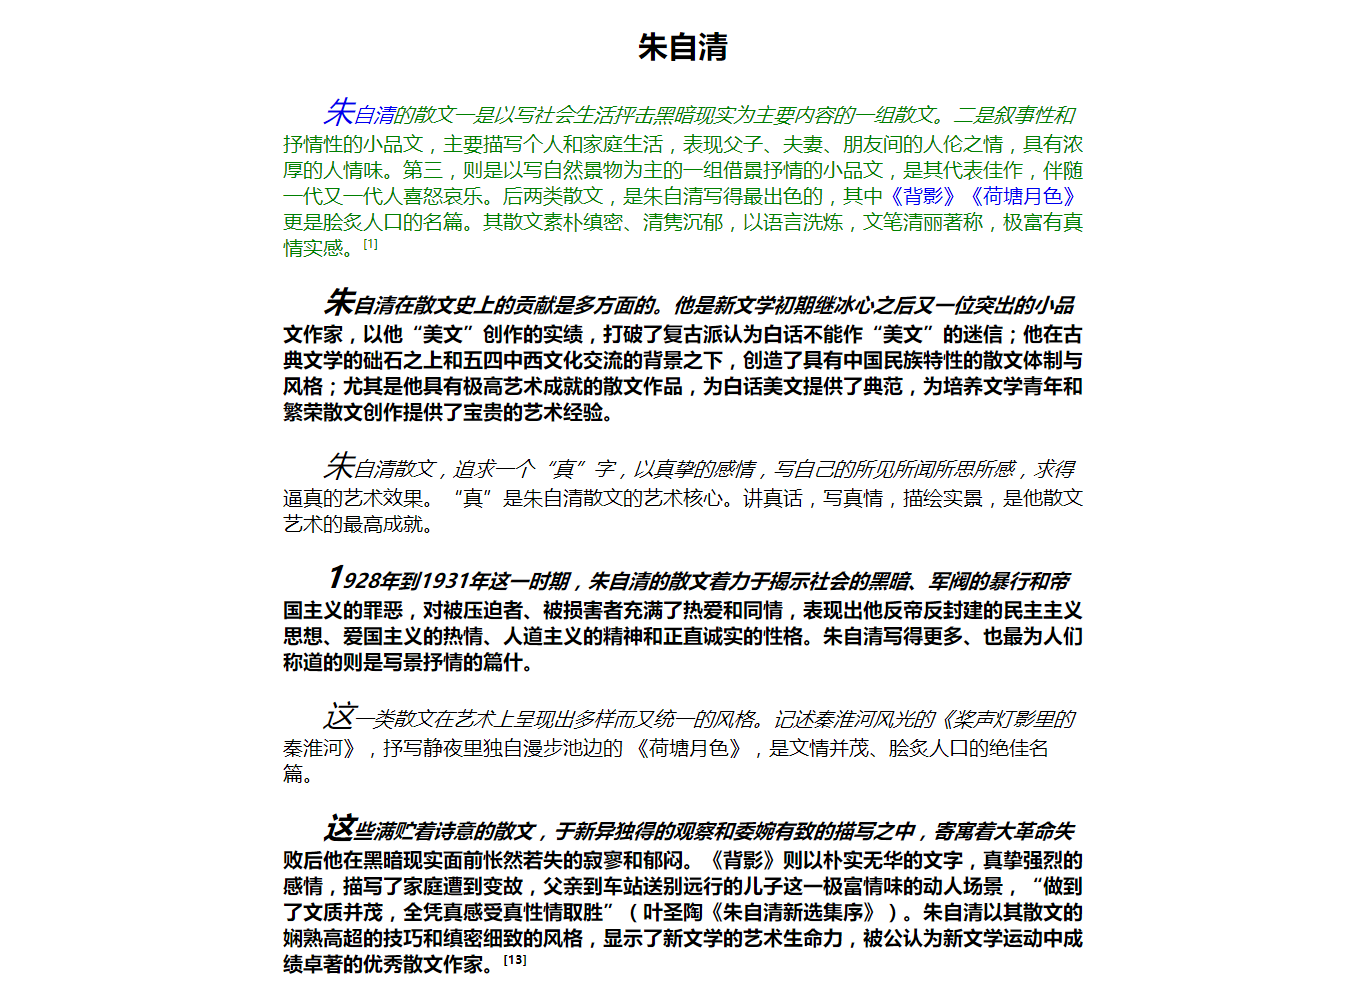 朱自清
朱自清的散文一是以写社会生活抨击黑暗现实为主要内容的一组散文。二是叙事性和
抒情性的小品文，主要描写个人和家庭生活，表现父子、夫妻、朋友间的人伦之情，具有浓
厚的人情味。第三，则是以写自然景物为主的一组借景抒情的小品文，是其代表佳作，伴随
一代又一代人喜怒哀乐。后两类散文，是朱自清写得最出色的，其中《背影》《荷塘月色》
更是脍炙人口的名篇。其散文素朴缜密、清隽沉郁，以语言洗炼，文笔清丽著称，极富有真
情实感。[1]
朱自清在散文史上的贡献是多方面的。他是新文学初期继冰心之后又一位突出的小品
文作家，以他“美文”创作的实绩，打破了复古派认为白话不能作“美文”的迷信；他在古
典文学的础石之上和五四中西文化交流的背景之下，创造了具有中国民族特性的散文体制与
风格；尤其是他具有极高艺术成就的散文作品，为白话美文提供了典范，为培养文学青年和
繁荣散文创作提供了宝贵的艺术经验。
朱自清散文，追求一个“真”字，以真挚的感情，写自己的所见所闻所思所感，求得
逼真的艺术效果。“真”是朱自清散文的艺术核心。讲真话，写真情，描绘实景，是他散文
艺术的最高成就。
1928年到1931年这一时期，朱自清的散文着力于揭示社会的黑暗、军阀的暴行和帝
国主义的罪恶，对被压迫者、被损害者充满了热爱和同情，表现出他反帝反封建的民主主义
思想、爱国主义的热情、人道主义的精神和正直诚实的性格。朱自清写得更多、也最为人们
称道的则是写景抒情的篇什。
这一类散文在艺术上呈现出多样而又统一的风格。记述秦淮河风光的《桨声灯影里的
秦淮河》，抒写静夜里独自漫步池边的 《荷塘月色》，是文情并茂、脍炙人口的绝佳名
篇。
这些满贮着诗意的散文，于新异独得的观察和委婉有致的描写之中，寄寓着大革命失
败后他在黑暗现实面前怅然若失的寂寥和郁闷。《背影》则以朴实无华的文字，真挚强烈的
感情，描写了家庭遭到变故，父亲到车站送别远行的儿子这一极富情味的动人场景，“做到
了文质并茂，全凭真感受真性情取胜”（叶圣陶《朱自清新选集序》）。朱自清以其散文的
娴熟高超的技巧和缜密细致的风格，显示了新文学的艺术生命力，被公认为新文学运动中成
绩卓著的优秀散文作家。[13]